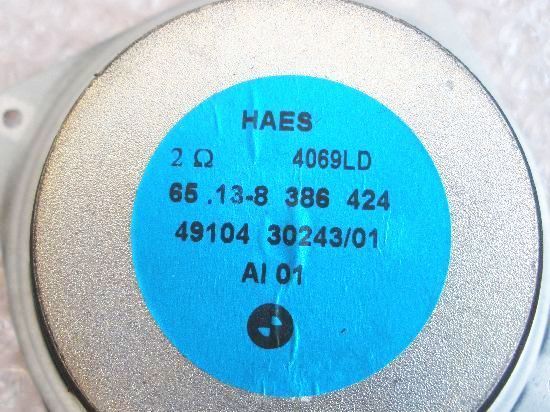 HAES
2 Ω 4069LD
65 .13-8 386 424
49104 30243/01
AI 01